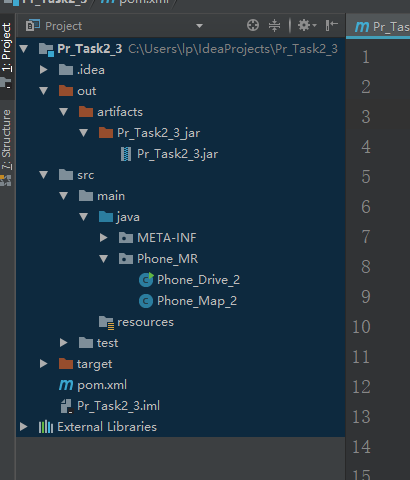 Pr_Task2_3 pom.xml
1: Project
7: Structure
Project
Pr_Task2_3 C:\Users\lp\IdeaProjects\Pr_Task2_3
.idea
out
artifacts
Pr_Task2_3_jar
Pr_Task2_3.jar
src
main
java
META-INF
Phone_MR
Phone_Drive_2
Phone_Map_2
resources
test
target
pom.xml
Pr_Task2_3.iml
External Libraries
Pr_Task
1
2
3
4
5
6
7
8
9
10
11
12
13
14
15